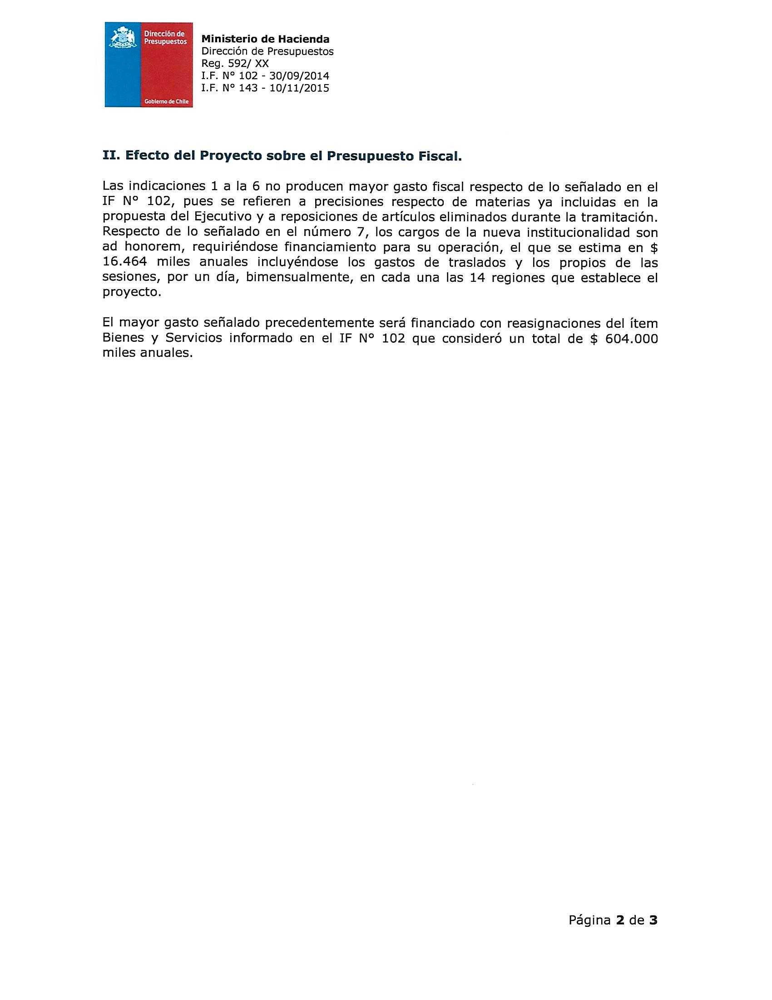 Dirección de
Presupuestos
Gobierno de Chile
Ministerio de Hacienda
Dirección de Presupuestos
Reg. 592/ XX
I.F. Nº 102 - 30/09/2014
I.F. Nº 143 - 10/11/2015
II. Efecto del Proyecto sobre el Presupuesto Fiscal.
Las indicaciones 1 a la 6 no producen mayor gasto fiscal respecto de lo señalado en el
IF Nº 102, pues se refieren a precisiones respecto de materias ya incluidas en la
propuesta del Ejecutivo y a reposiciones de artículos eliminados durante la tramitación.
Respecto de lo señalado en el número 7, los cargos de la nueva institucionalidad son
ad honorem, requiriéndose financiamiento para su operación, el que se estima en $
16.464 miles anuales incluyéndose los gastos de traslados y los propios de las
sesiones, por un día, bimensualmente, en cada una las 14 regiones que establece el
proyecto.
El mayor gasto señalado precedentemente será financiado con reasignaciones del ítem
Bienes y Servicios informado en el IF Nº 102 que consideró un total de $ 604.000
miles anuales.
Página 2 de 3